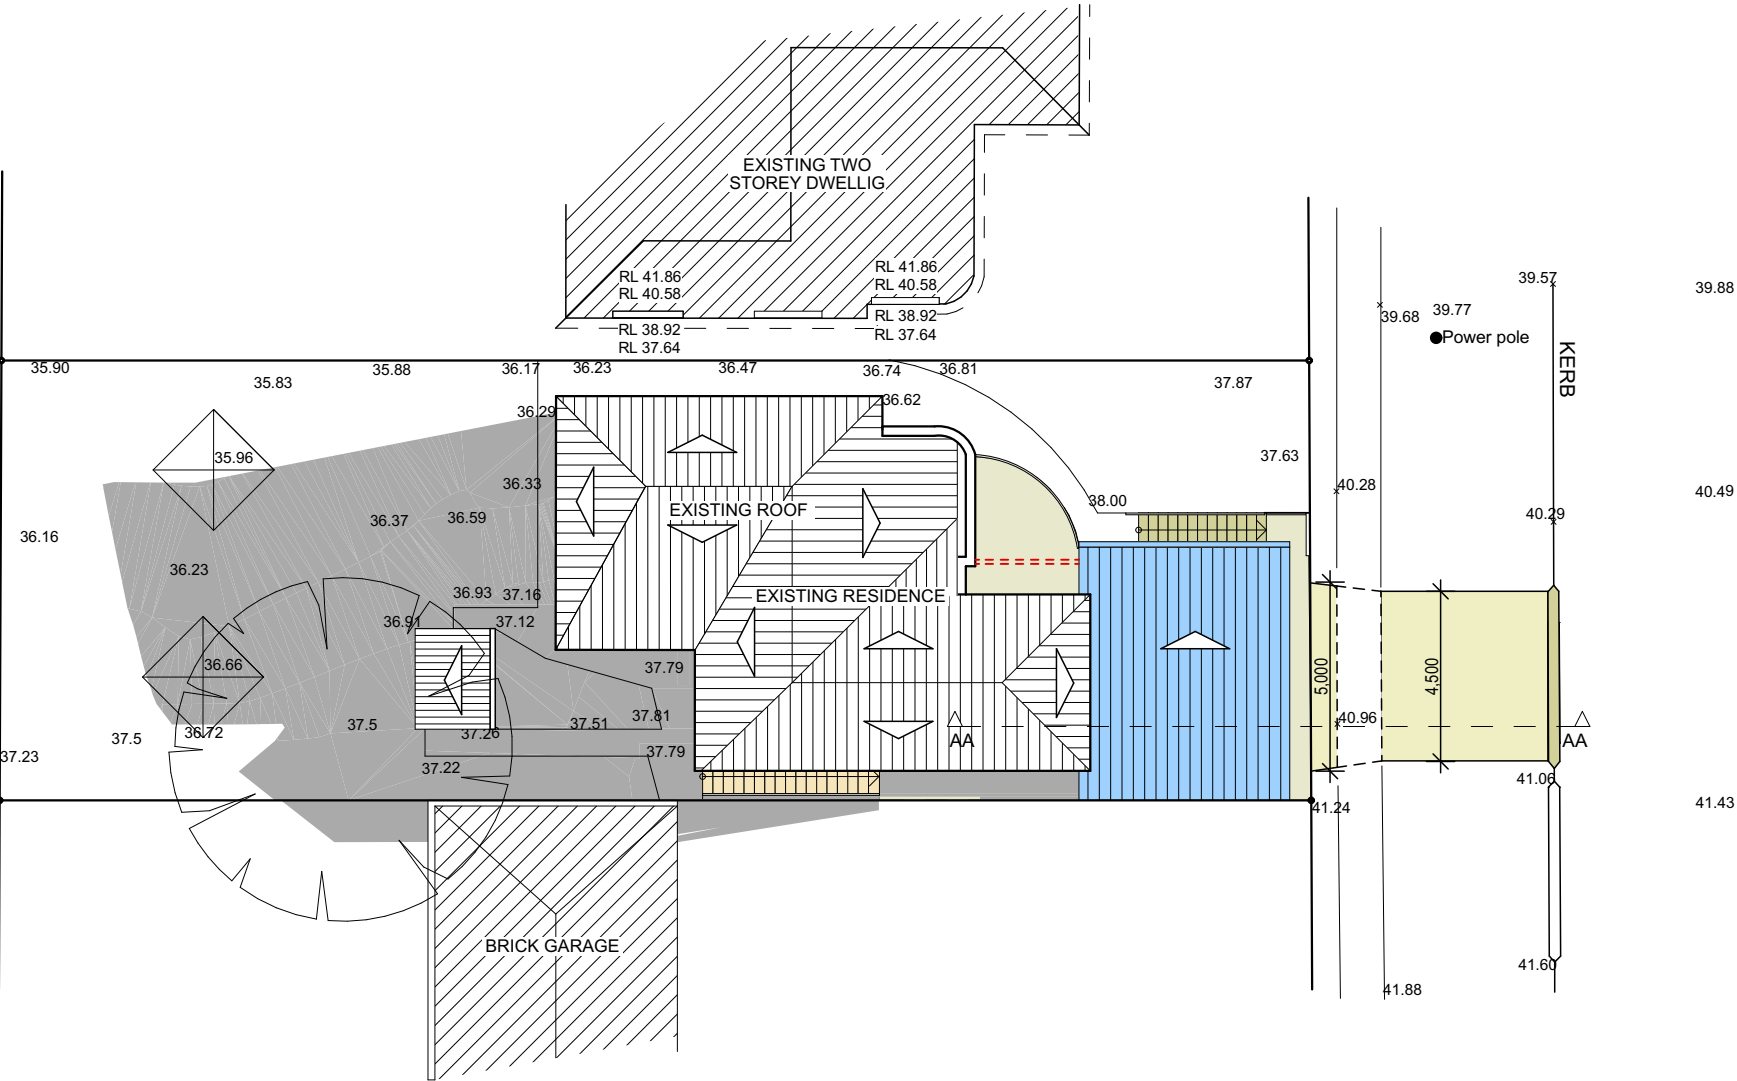 EXISTING TWO
STOREY DWELLIG
RL 41.86
RL 40.58
RL 41.86
RL 40.58
RL 38.92
RL 37.64
RL 38.92
RL 37.64
39.57
39.88
39.68
39.77
Power pole
KERB
35.90
35.83
35.88
36.17
36.23
36.47
36.74
36.81
37.87
36.29
36.62
35.96
37.63
36.33
40.28
40.49
38.00
EXISTING ROOF
40.29
36.37
36.59
36.16
36.23
36.93
37.16
EXISTING RESIDENCE
36.91
37.12
36.66
37.79
5,000
4,500
37.81
40.96
37.5
37.51
36.72
37.26
37.5
AA
AA
37.79
37.23
37.22
41.06
41.24
41.43
BRICK GARAGE
41.60
41.88